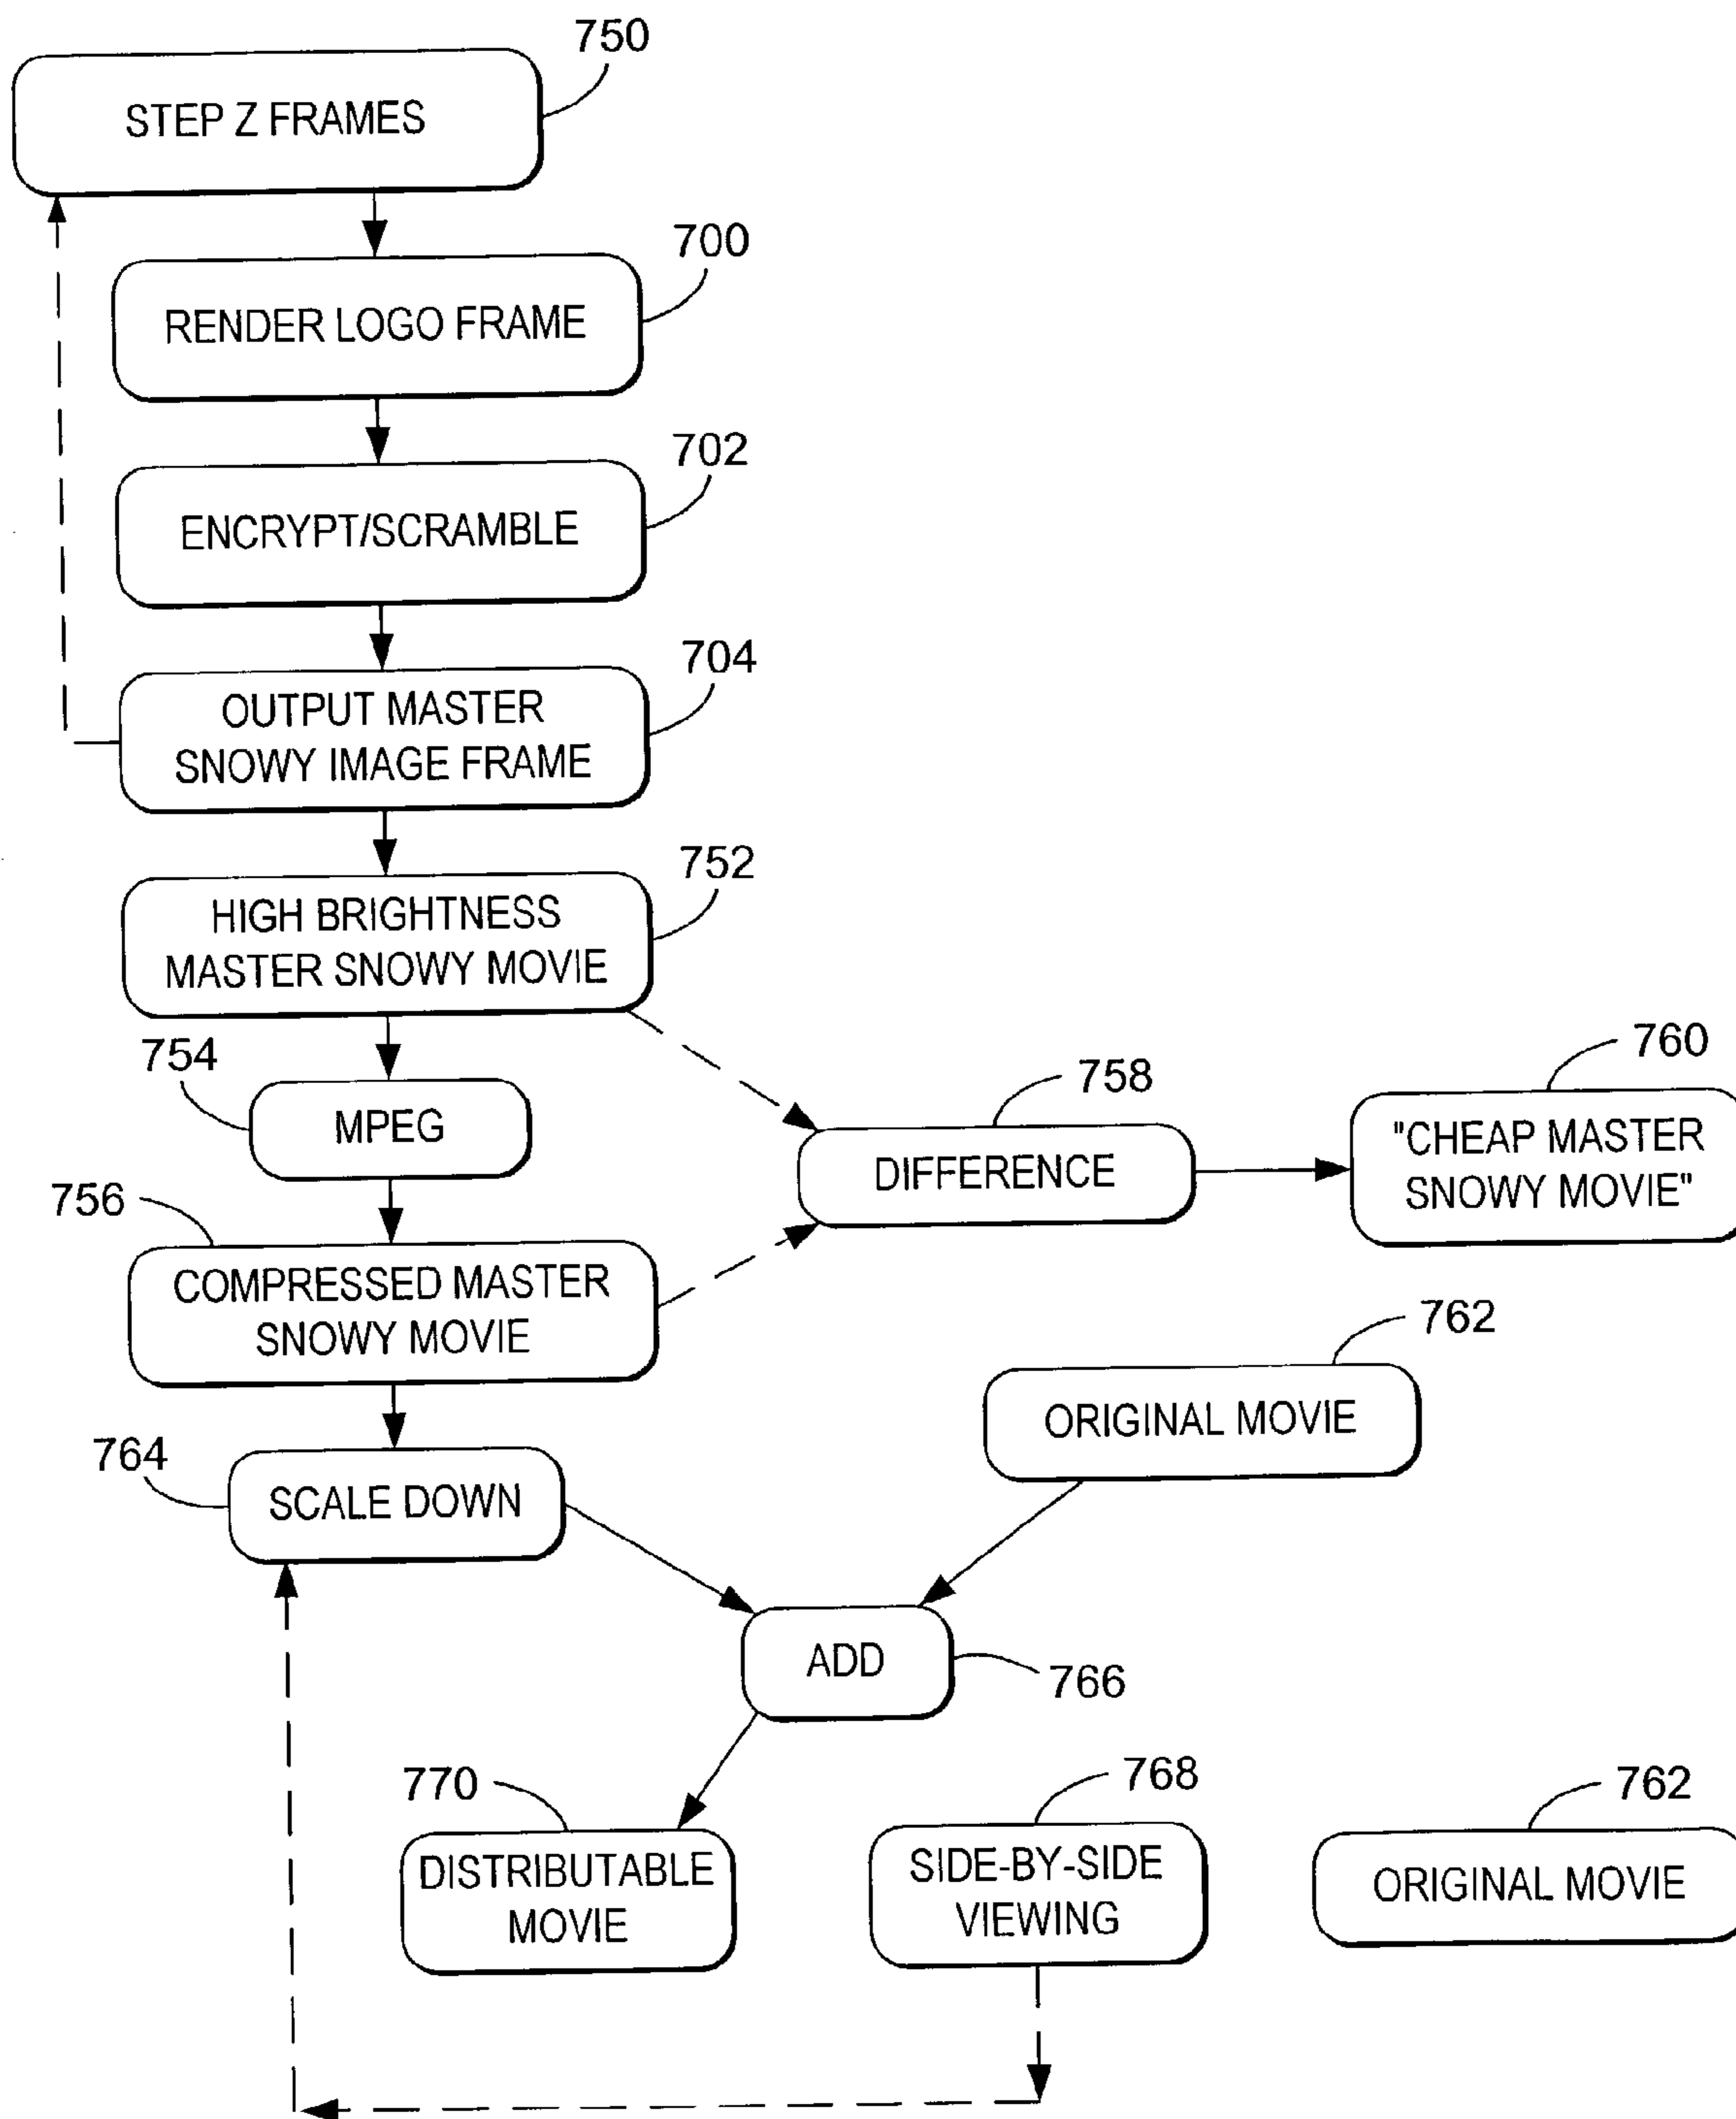 750
STEP Z FRAMES
700
RENDER LOGO FRAME
702
ENCRYPT/SCRAMBLE
704
OUTPUT MASTER
SNOWY IMAGE FRAME
752
HIGH BRIGHTNESS
MASTER SNOWY MOVIE
754
MPEG
758
DIFFERENCE
760
"CHEAP MASTER
SNOWY MOVIE"
756
COMPRESSED MASTER
SNOWY MOVIE
762
ORIGINAL MOVIE
764
SCALE DOWN
ADD
766
770
DISTRIBUTABLE
MOVIE
768
SIDE-BY-SIDE
VIEWING
762
ORIGINAL MOVIE